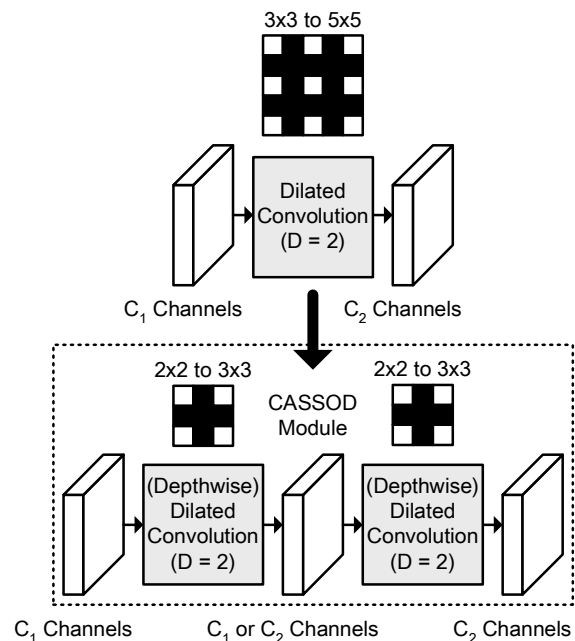 3x3 to 5x5
Dilated
Convolution
(D = 2)
C₁ Channels
C₂ Channels
2x2 to 3x3
2x2 to 3x3
CASSOD
Module
(Depthwise)
Dilated
Convolution
(D = 2)
(Depthwise)
Dilated
Convolution
(D = 2)
C₁ Channels
C₁ or C₂ Channels
C₂ Channels